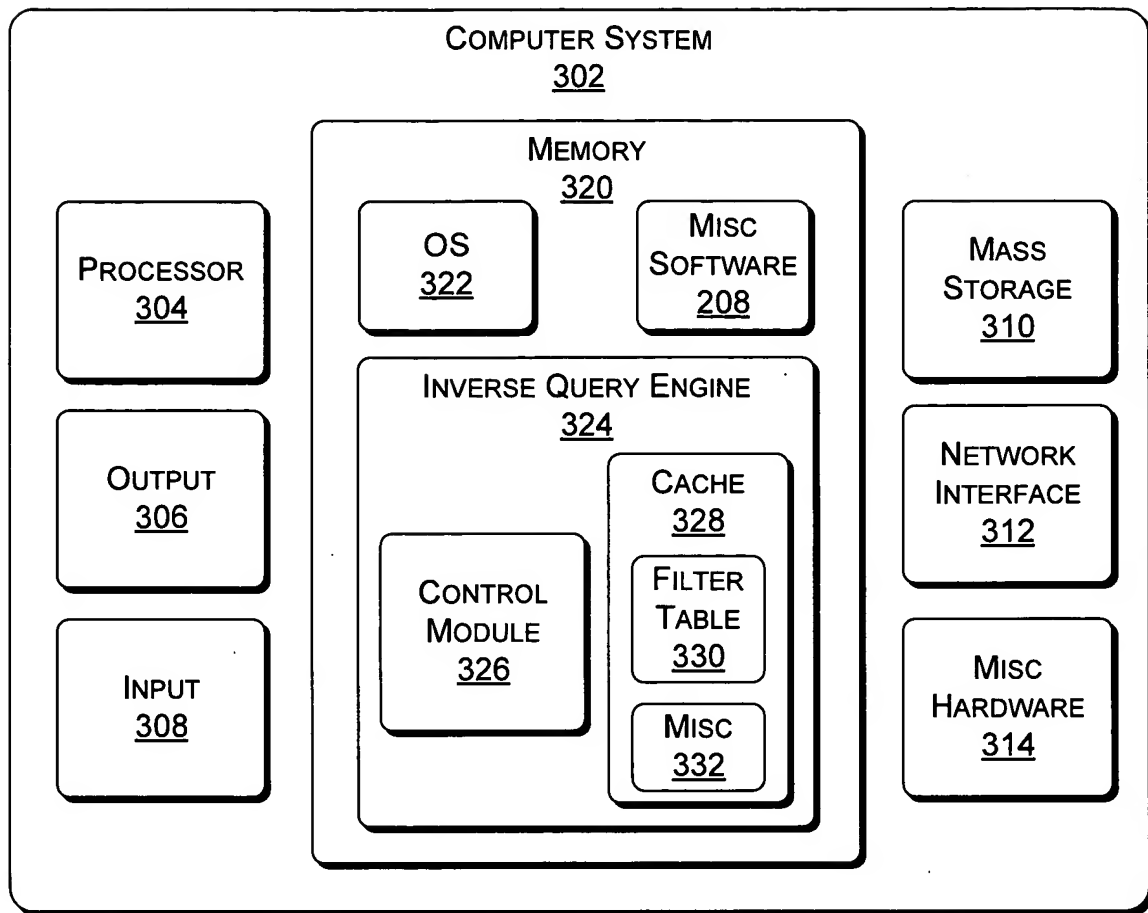 COMPUTER SYSTEM
302
MEMORY
320
PROCESSOR
304
OUTPUT
306
INPUT
308
OS
322
MISC
SOFTWARE
208
INVERSE QUERY ENGINE
324
CONTROL
MODULE
326
CACHE
328
FILTER
TABLE
330
MISC
332
MASS
STORAGE
310
NETWORK
INTERFACE
312
MISC
HARDWARE
314